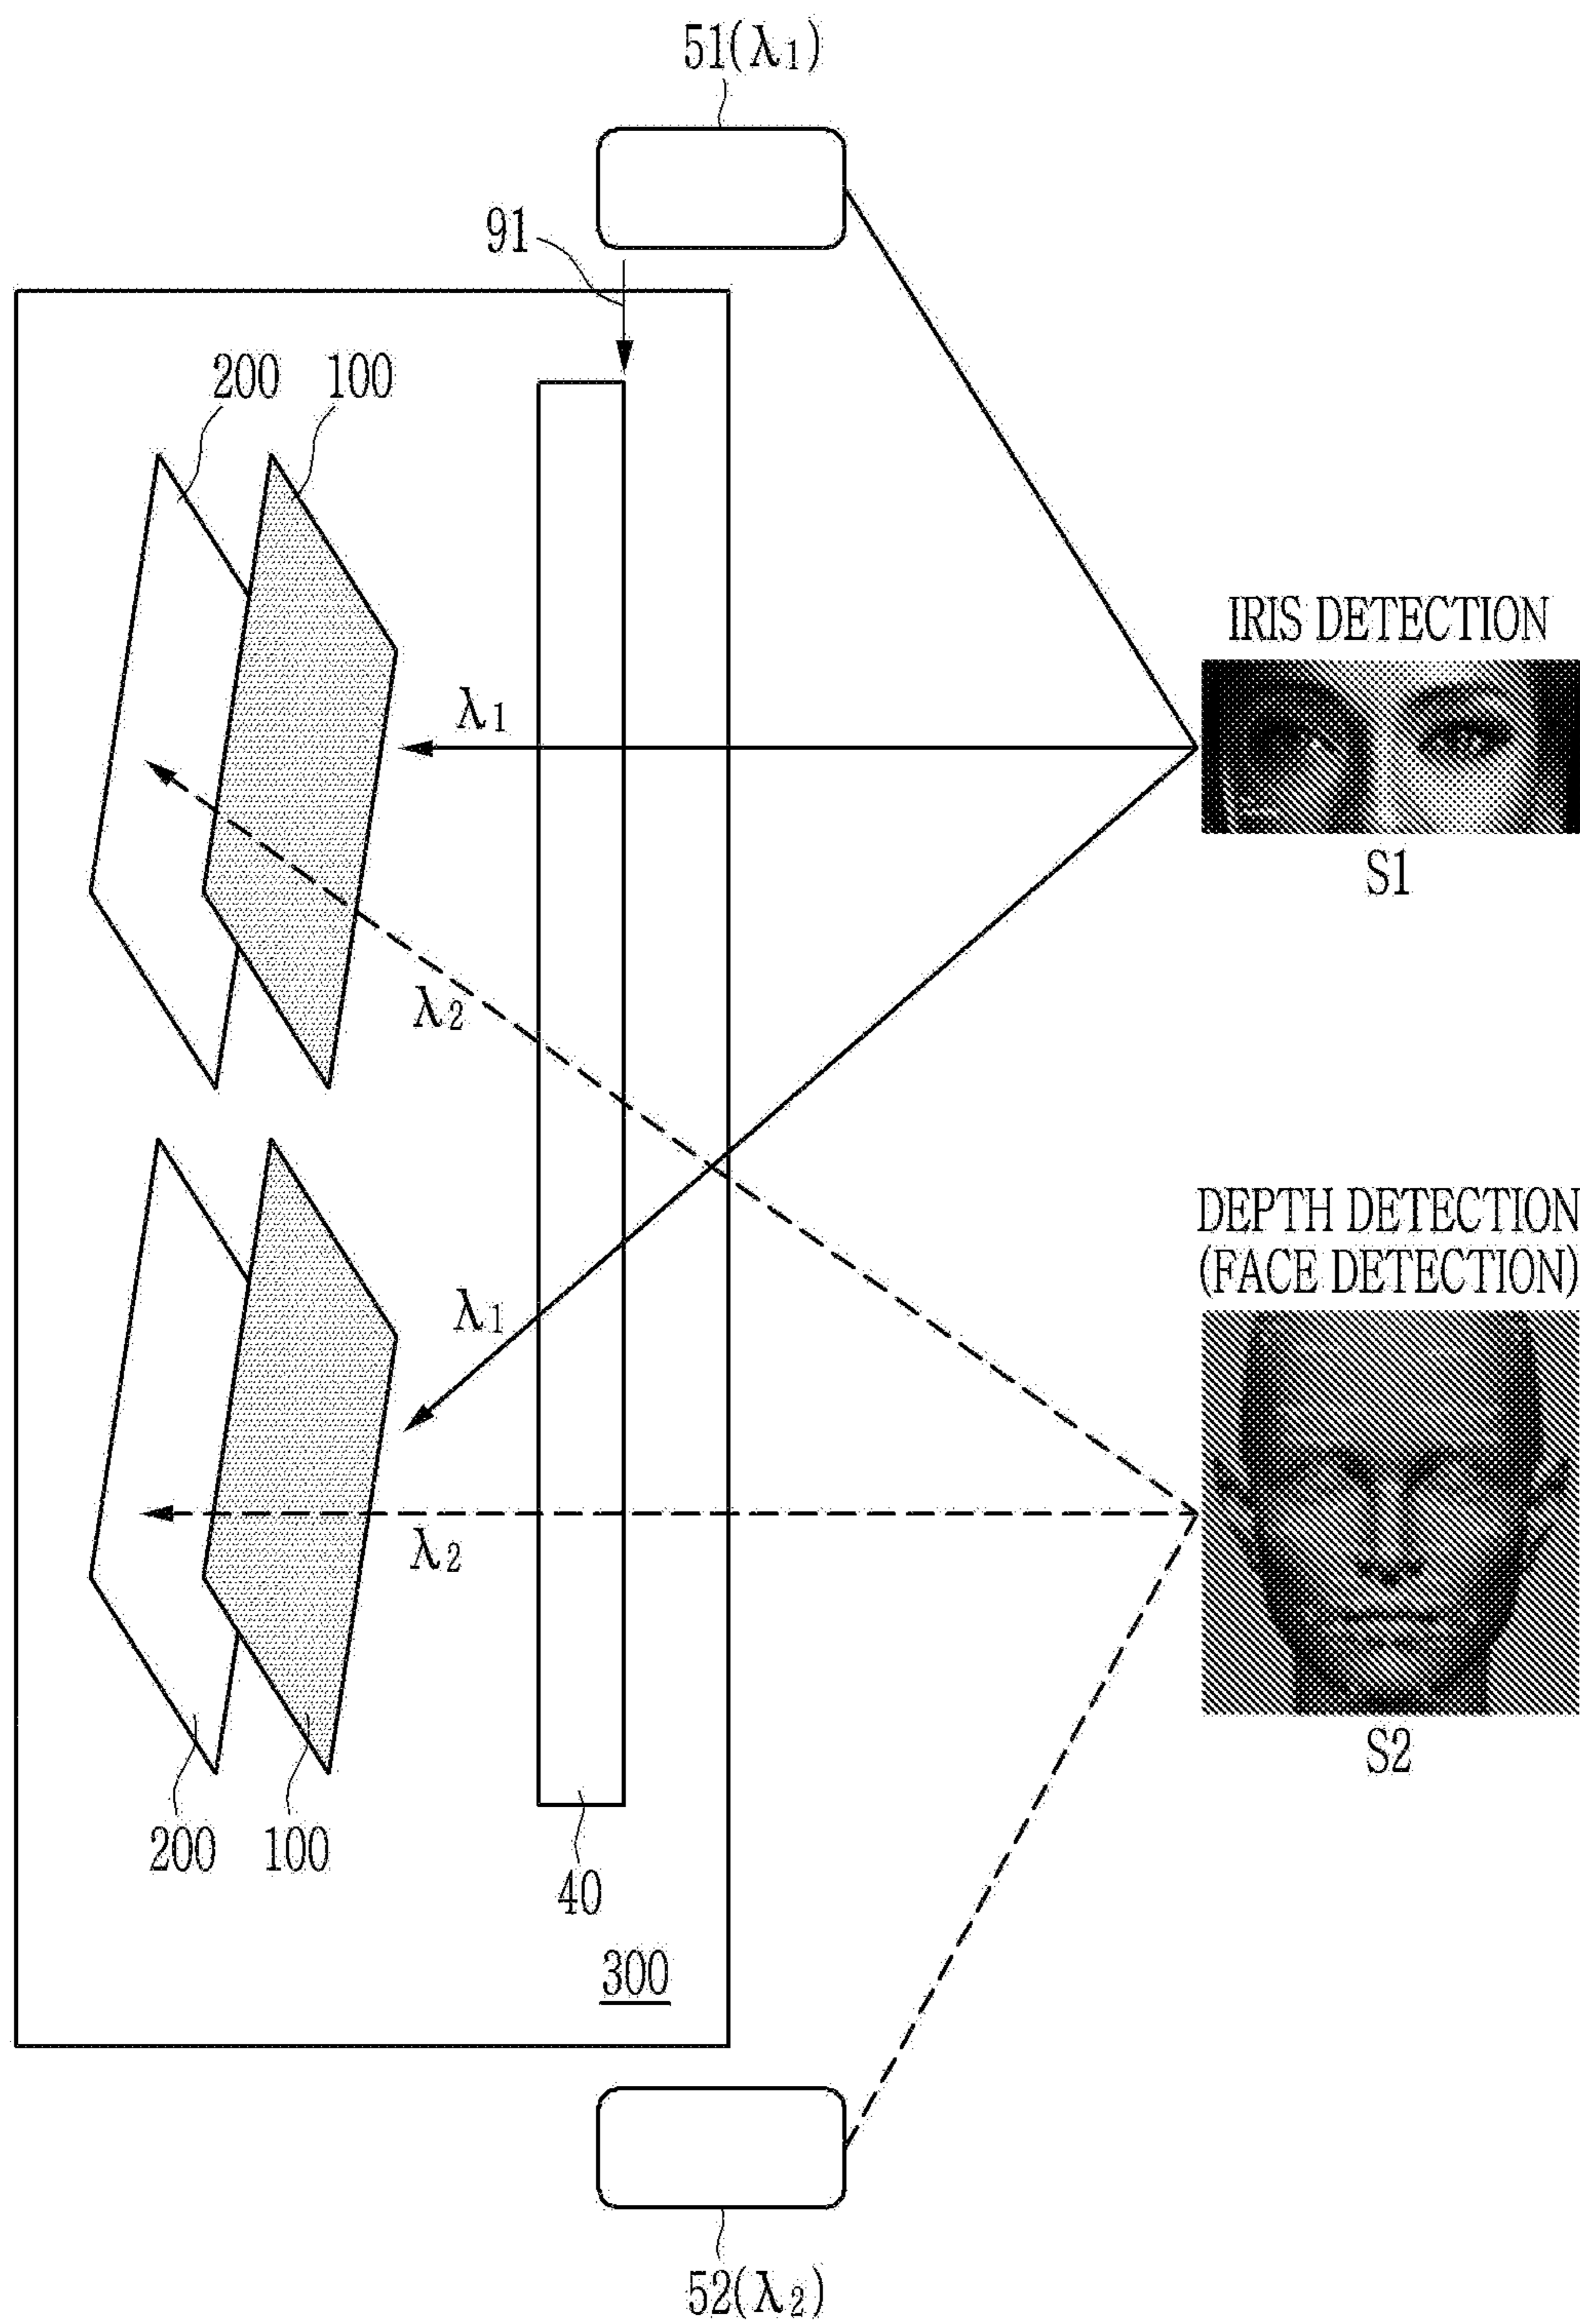 51(λ1)
91
200
100
λ1
IRIS DETECTION
S1
λ2
DEPTH DETECTION
(FACE DETECTION)
λ1
λ2
S2
200
100
40
300
52(λ2)